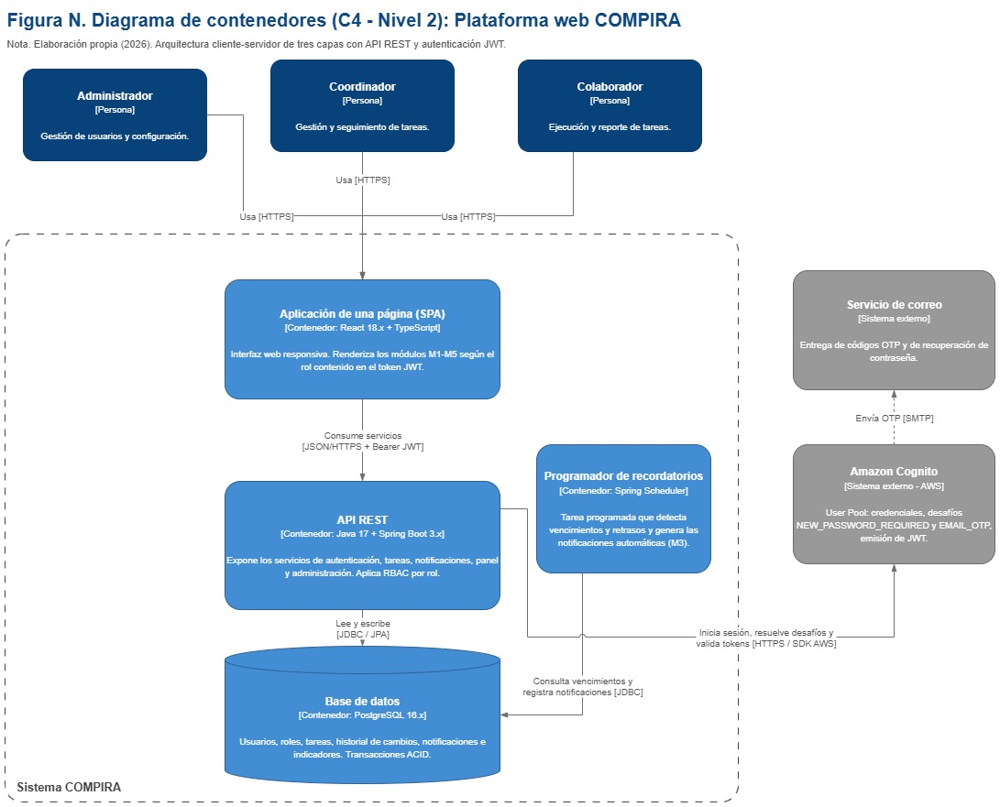 Figura N. Diagrama de contenedores (C4 - Nivel 2): Plataforma web COMPIRA
Nota. Elaboración propia (2026). Arquitectura cliente-servidor de tres capas con API REST y autenticación JWT.
Administrador
[Persona]
Gestión de usuarios y configuración.
Coordinador
[Persona]
Gestión y seguimiento de tareas.
Colaborador
[Persona]
Ejecución y reporte de tareas.
Usa [HTTPS]
Usa [HTTPS]
Usa [HTTPS]
Aplicación de una página (SPA)
[Contenedor: React 18.x + TypeScript]
Interfaz web responsiva. Renderiza los módulos M1-M5 según el
rol contenido en el token JWT.
Servicio de correo
[Sistema externo]
Entrega de códigos OTP y de recuperación de
contraseña.
Envía OTP [SMTP]
Consume servicios
[JSON/HTTPS + Bearer JWT]
Programador de recordatorios
[Contenedor: Spring Scheduler]
Tarea programada que detecta
vencimientos y retrasos y genera las
notificaciones automáticas (M3).
Amazon Cognito
[Sistema externo - AWS]
User Pool: credenciales, desafíos
NEW_PASSWORD_REQUIRED y EMAIL_OTP,
emisión de JWT.
API REST
[Contenedor: Java 17 + Spring Boot 3.x]
Expone los servicios de autenticación, tareas, notificaciones, panel
y administración. Aplica RBAC por rol.
Lee y escribe
[JDBC / JPA]
Inicia sesión, resuelve desafíos y
valida tokens [HTTPS / SDK AWS]
Consulta vencimientos y
registra notificaciones [JDBC]
Base de datos
[Contenedor: PostgreSQL 16.x]
Usuarios, roles, tareas, historial de cambios, notificaciones e
indicadores. Transacciones ACID.
Sistema COMPIRA